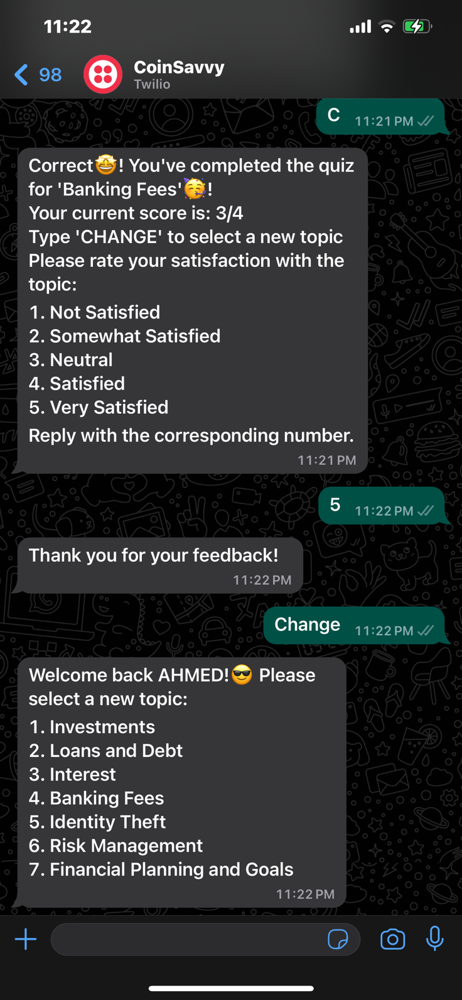 11:22
98
CoinSavvy
Twilio
C 11:21 PM
Correct🤩! You've completed the quiz
for 'Banking Fees'🥳!
Your current score is: 3/4
Type 'CHANGE' to select a new topic
Please rate your satisfaction with the
topic:
1. Not Satisfied
2. Somewhat Satisfied
3. Neutral
4. Satisfied
5. Very Satisfied
Reply with the corresponding number.
11:21 PM
5 11:22 PM
Thank you for your feedback!
11:22 PM
Change 11:22 PM
Welcome back AHMED!😎 Please
select a new topic:
1. Investments
2. Loans and Debt
3. Interest
4. Banking Fees
5. Identity Theft
6. Risk Management
7. Financial Planning and Goals
11:22 PM